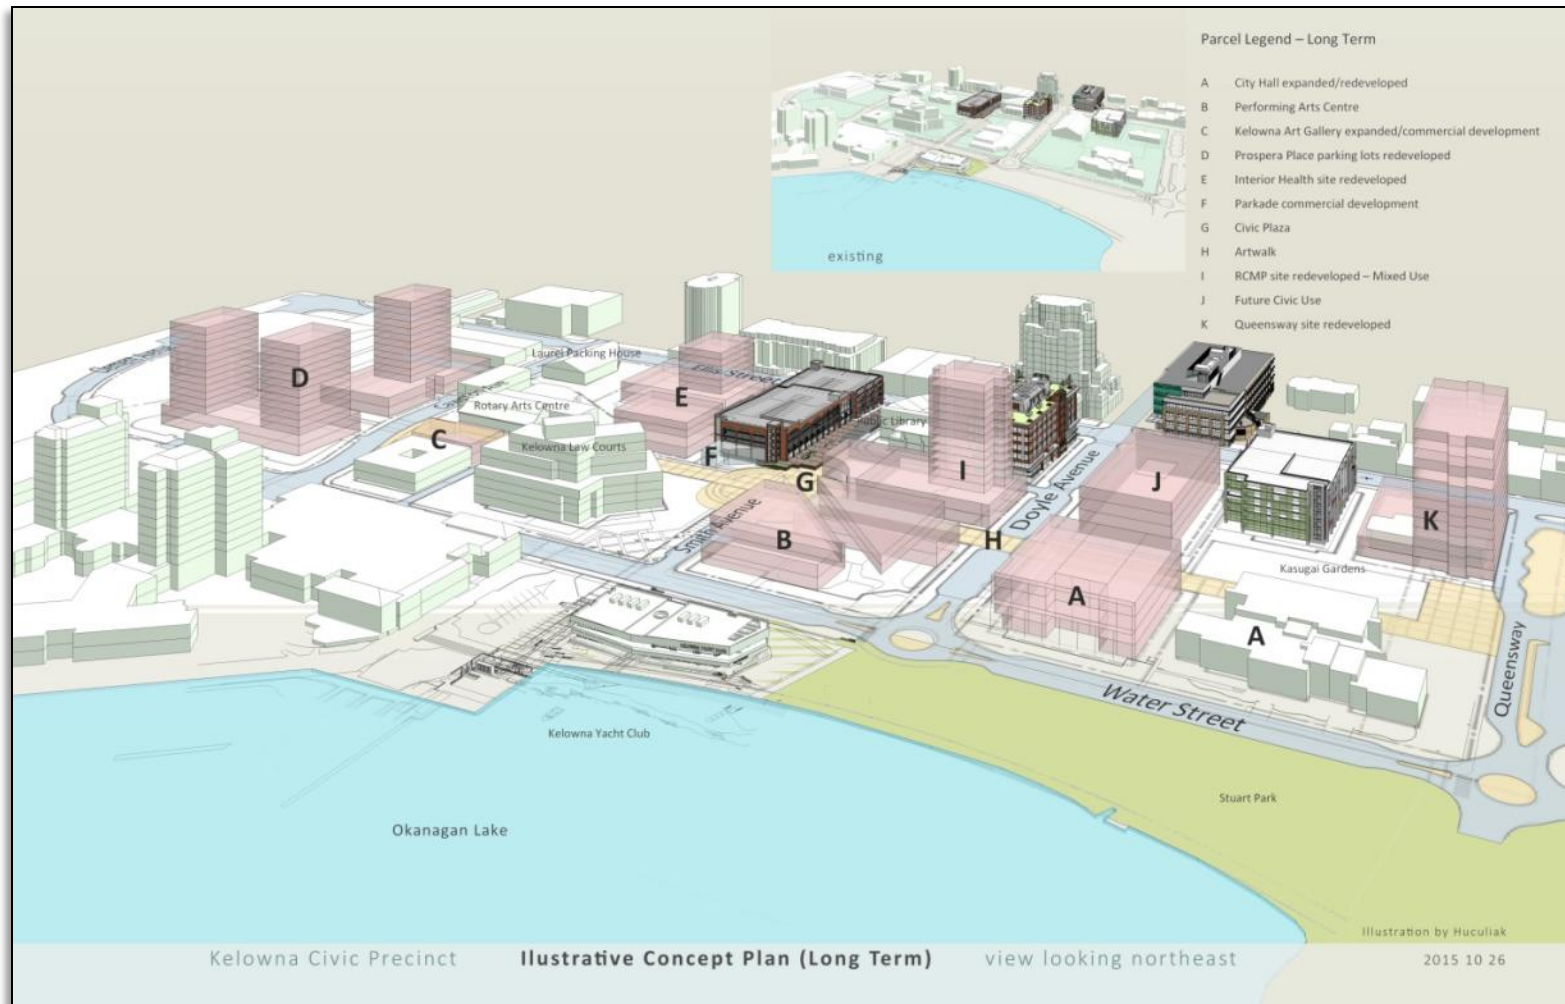 Parcel Legend – Long Term
A City Hall expanded/redeveloped
B Performing Arts Centre
C Kelowna Art Gallery expanded/commercial development
D Prospera Place parking lots redeveloped
E Interior Health site redeveloped
F Parkade commercial development
G Civic Plaza
H Artwalk
I RCMP site redeveloped – Mixed Use
J Future Civic Use
K Queensway site redeveloped
existing
Laurel Packing House
Ellis Street
D
E
Rotary Arts Centre
Public Library
C
Kelowna Law Courts
F
G
I
J
K
Doyle Avenue
Smith Avenue
B
H
Kasugai Gardens
A
A
Queensway
Water Street
Kelowna Yacht Club
Stuart Park
Okanagan Lake
Illustration by Huculiak
Kelowna Civic Precinct Ilustrative Concept Plan (Long Term) view looking northeast 2015 10 26